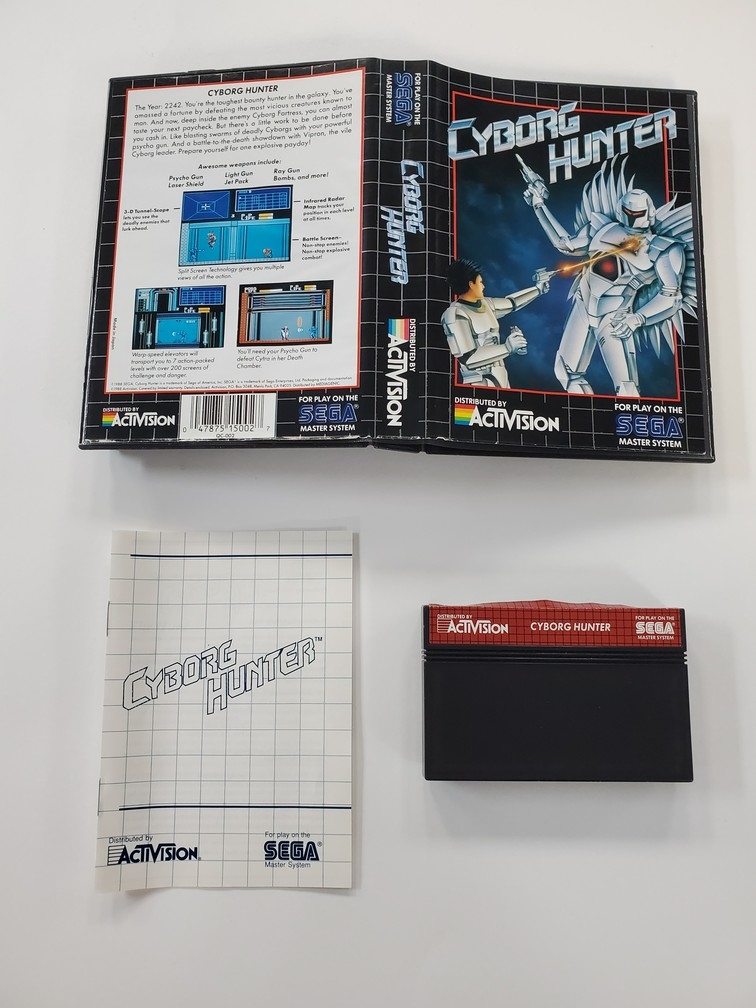 CYBORG HUNTER
The Year: 2242. You're the toughest bounty hunter in the galaxy. You've
amassed a fortune by defeating the most vicious creatures known to
man. And now, deep inside the enemy Cyborg Fortress, you can almost
taste your next paycheck. But there's a little work to be done before
you cash in. Like blasting swarms of deadly Cyborgs with your powerful
psycho gun. And a battle-to the death showdown with Vipron, the vile
Cyborg leader. Prepare yourself for one explosive payday!
Awesome weapons include:
Psycho Gun Light Gun Ray Gun
Laser Shield Jet Pack Bombs, and more!
3-D Tunnel-Scope
lets you see the
deadly enemies that
lurk ahead.
Infrared Radar
Map tracks your
position in each level
at all times.
Battle Screen–
Non-stop enemies!
Non-stop explosive
combat!
Split Screen Technology gives you multiple
views of all the action.
Warp-speed elevators will
transport you to 7 action-packed
levels with over 200 screens of
challenge and danger.
You'll need your Psycho Gun to
defeat Cytra in her Death
Chamber.
Made in Japan
DISTRIBUTED BY
ACTIVISION
0 47875 15002 7
QC-002
FOR PLAY ON THE
SEGA®
MASTER SYSTEM
FOR PLAY ON THE
SEGA
MASTER SYSTEM
CYBORG
HUNTER
DISTRIBUTED BY
ACTIVISION
CYBORG
HUNTER
DISTRIBUTED BY
ACTIVISION
FOR PLAY ON THE
SEGA®
MASTER SYSTEM
CYBORG
HUNTER™
Distributed by
ACTIVISION®
For play on the
SEGA®
Master System
DISTRIBUTED BY
ACTIVISION
CYBORG HUNTER
FOR PLAY ON THE
SEGA®
MASTER SYSTEM